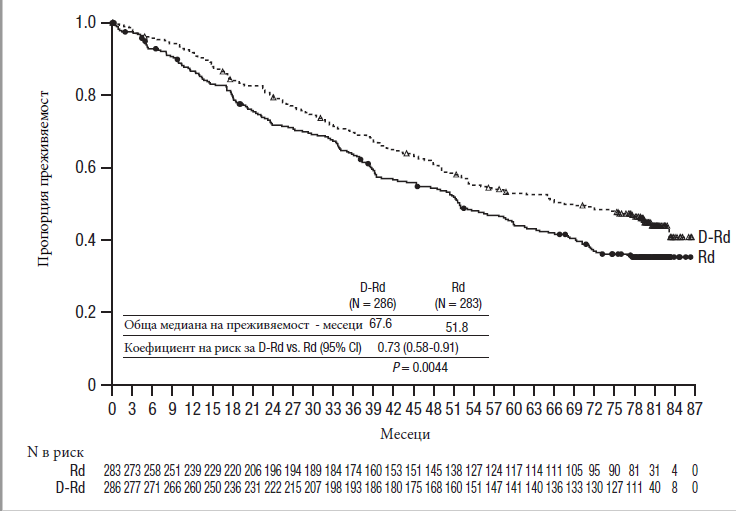 Пропорция преживяемост
1.0
0.8
0.6
0.4
0.2
0
D-Rd
Rd
D-Rd Rd
(N = 286) (N = 283)
Обща медиана на преживяемост - месеци 67.6 51.8
Коефициент на риск за D-Rd vs. Rd (95% CI) 0.73 (0.58-0.91)
P = 0.0044
0 3 6 9 12 15 18 21 24 27 30 33 36 39 42 45 48 51 54 57 60 63 66 69 72 75 78 81 84 87
Месеци
N в риск
Rd 283 273 258 251 239 229 220 206 196 194 189 184 174 160 153 151 145 138 127 124 117 114 111 105 95 90 81 31 4 0
D-Rd 286 277 271 266 260 250 236 231 222 215 207 198 193 186 180 175 168 160 151 147 141 140 136 133 130 127 111 40 8 0